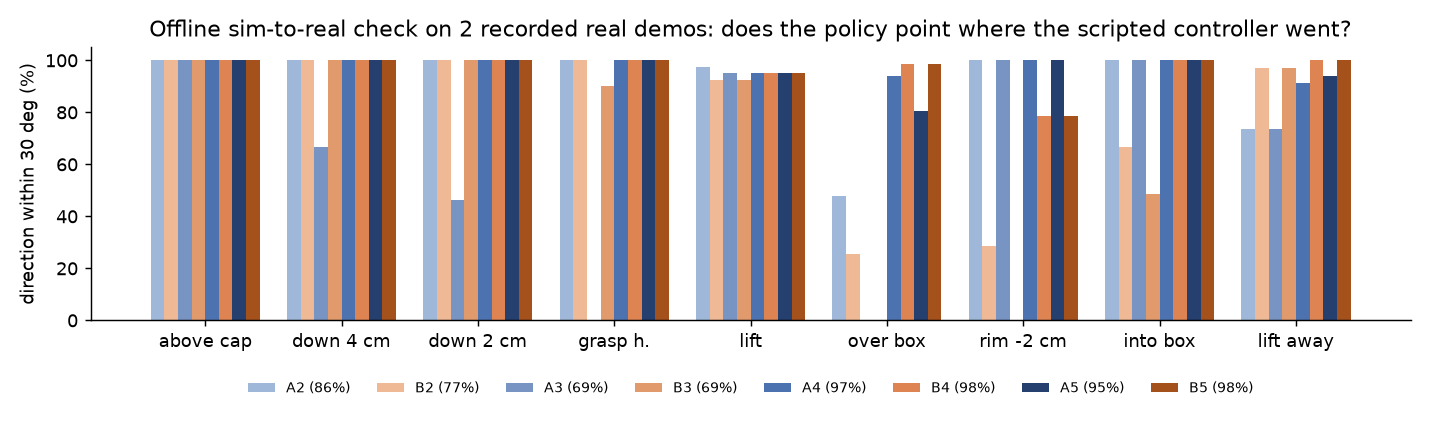 Offline sim-to-real check on 2 recorded real demos: does the policy point where the scripted controller went?
direction within 30 deg (%)
100
80
60
40
20
0
above cap down 4 cm down 2 cm grasp h. lift over box rim -2 cm into box lift away
A2 (86%) B2 (77%) A3 (69%) B3 (69%) A4 (97%) B4 (98%) A5 (95%) B5 (98%)